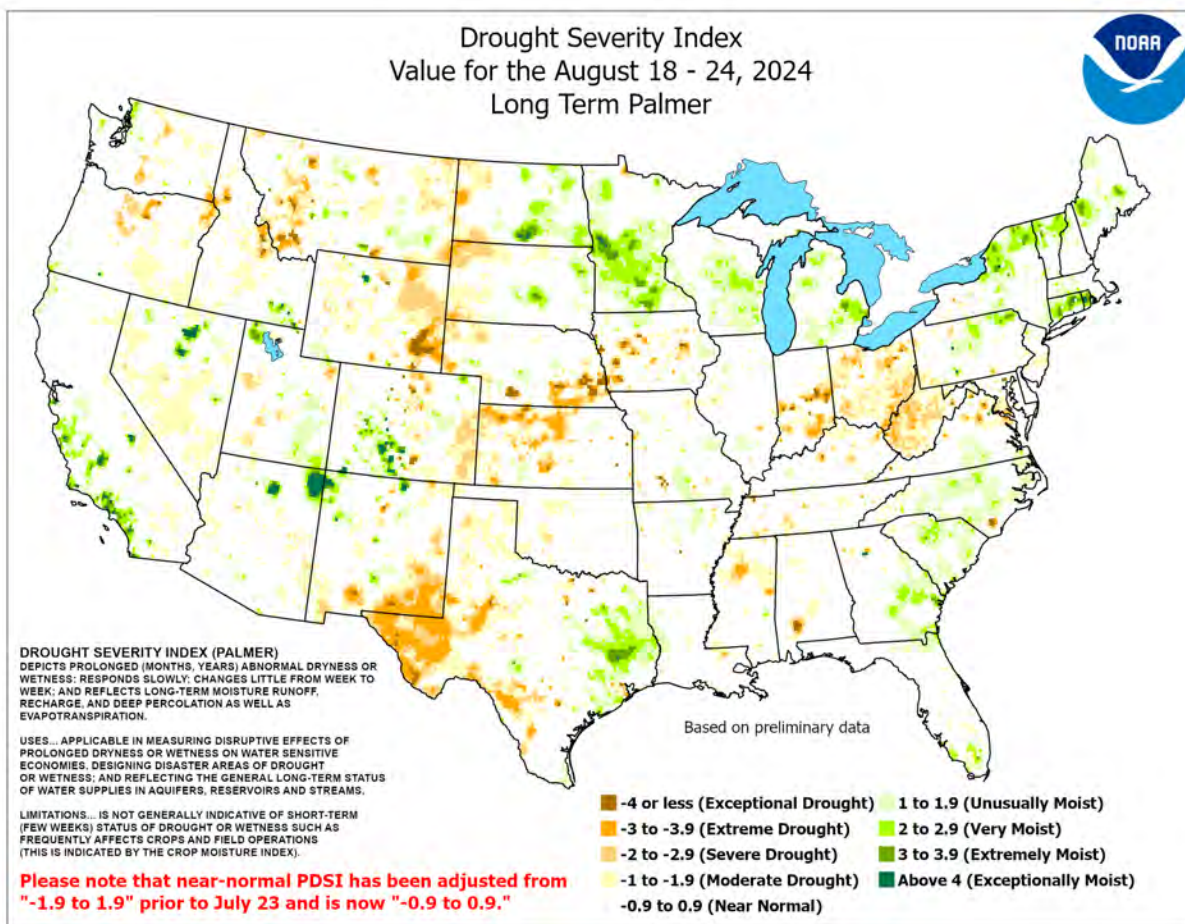 Drought Severity Index
Value for the August 18 - 24, 2024
Long Term Palmer
NOAA
DROUGHT SEVERITY INDEX (PALMER)
DEPICTS PROLONGED (MONTHS, YEARS) ABNORMAL DRYNESS OR
WETNESS: RESPONDS SLOWLY; CHANGES LITTLE FROM WEEK TO
WEEK; AND REFLECTS LONG-TERM MOISTURE RUNOFF,
RECHARGE, AND DEEP PERCOLATION AS WELL AS
EVAPOTRANSPIRATION.
USES... APPLICABLE IN MEASURING DISRUPTIVE EFFECTS OF
PROLONGED DRYNESS OR WETNESS ON WATER SENSITIVE
ECONOMIES, DESIGNING DISASTER AREAS OF DROUGHT
OR WETNESS; AND REFLECTING THE GENERAL LONG-TERM STATUS
OF WATER SUPPLIES IN AQUIFERS, RESERVOIRS AND STREAMS.
LIMITATIONS... IS NOT GENERALLY INDICATIVE OF SHORT-TERM
(FEW WEEKS) STATUS OF DROUGHT OR WETNESS SUCH AS
FREQUENTLY AFFECTS CROPS AND FIELD OPERATIONS
(THIS IS INDICATED BY THE CROP MOISTURE INDEX).
Please note that near-normal PDSI has been adjusted from
"-1.9 to 1.9" prior to July 23 and is now "-0.9 to 0.9."
Based on preliminary data
-4 or less (Exceptional Drought)
-3 to -3.9 (Extreme Drought)
-2 to -2.9 (Severe Drought)
-1 to -1.9 (Moderate Drought)
-0.9 to 0.9 (Near Normal)
1 to 1.9 (Unusually Moist)
2 to 2.9 (Very Moist)
3 to 3.9 (Extremely Moist)
Above 4 (Exceptionally Moist)